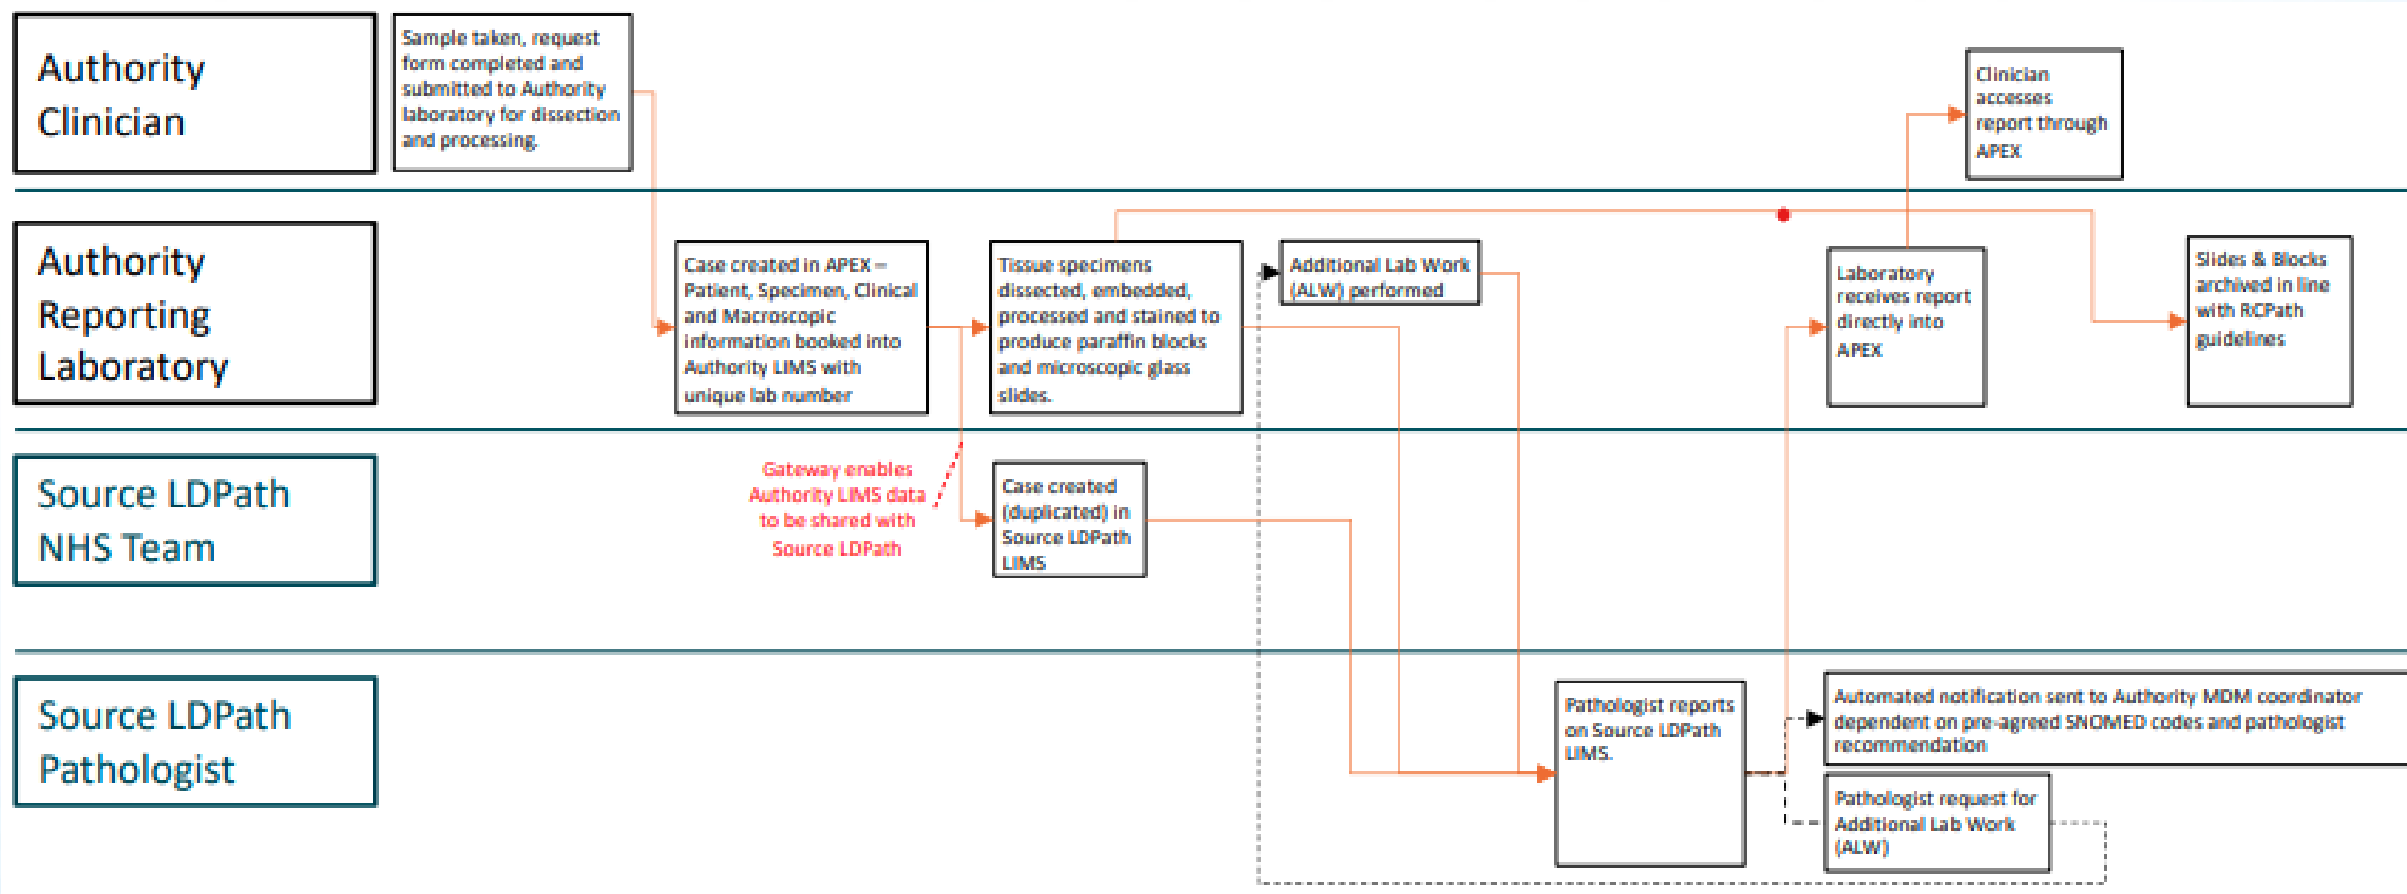 Authority
Clinician
Sample taken, request
form completed and
submitted to Authority
laboratory for dissection
and processing.
Clinician
accesses
report through
APEX
Authority
Reporting
Laboratory
Case created in APEX –
Patient, Specimen, Clinical
and Macroscopic
information booked into
Authority LIMS with
unique lab number
Tissue specimens
dissected, embedded,
processed and stained to
produce paraffin blocks
and microscopic glass
slides.
Additional Lab Work
(ALW) performed
Laboratory
receives report
directly into
APEX
Slides & Blocks
archived in line
with RCPath
guidelines
Source LDPath
NHS Team
Gateway enables
Authority LIMS data
to be shared with
Source LDPath
Case created
(duplicated) in
Source LDPath
LIMS
Source LDPath
Pathologist
Pathologist reports
on Source LDPath
LIMS.
Automated notification sent to Authority MDM coordinator
dependent on pre-agreed SNOMED codes and pathologist
recommendation
Pathologist request for
Additional Lab Work
(ALW)